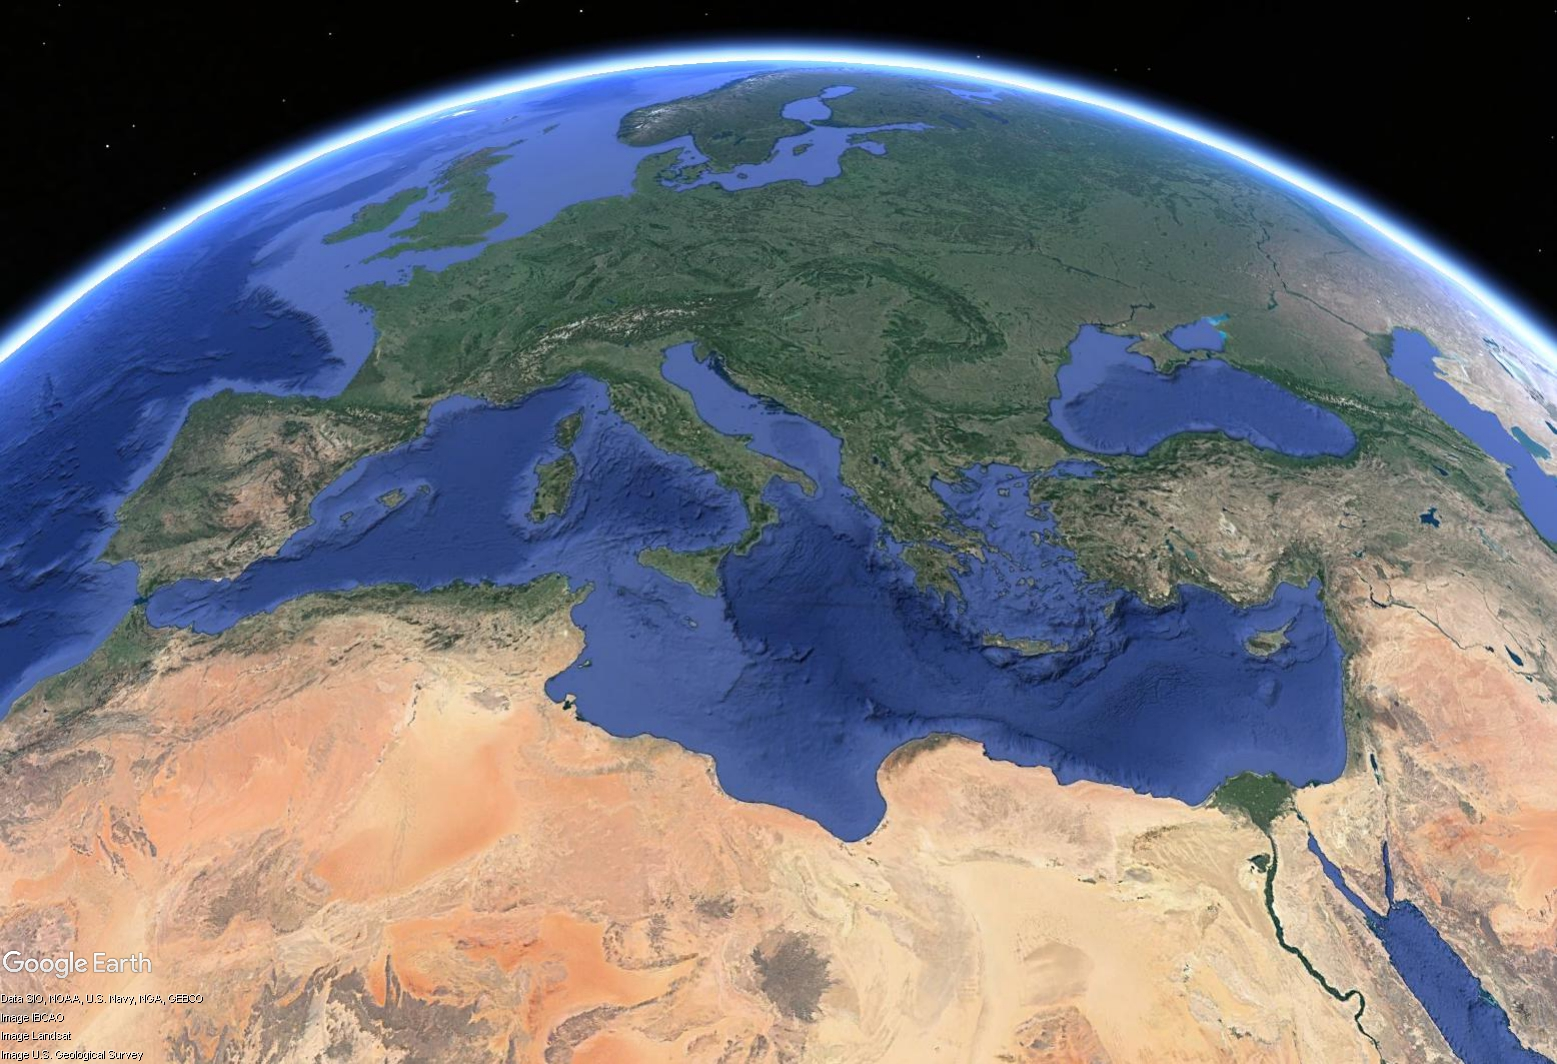 Google Earth
Data SIO, NOAA, U.S. Navy, NGA, GEBCO
Image IBCAO
Image Landsat
Image U.S. Geological Survey